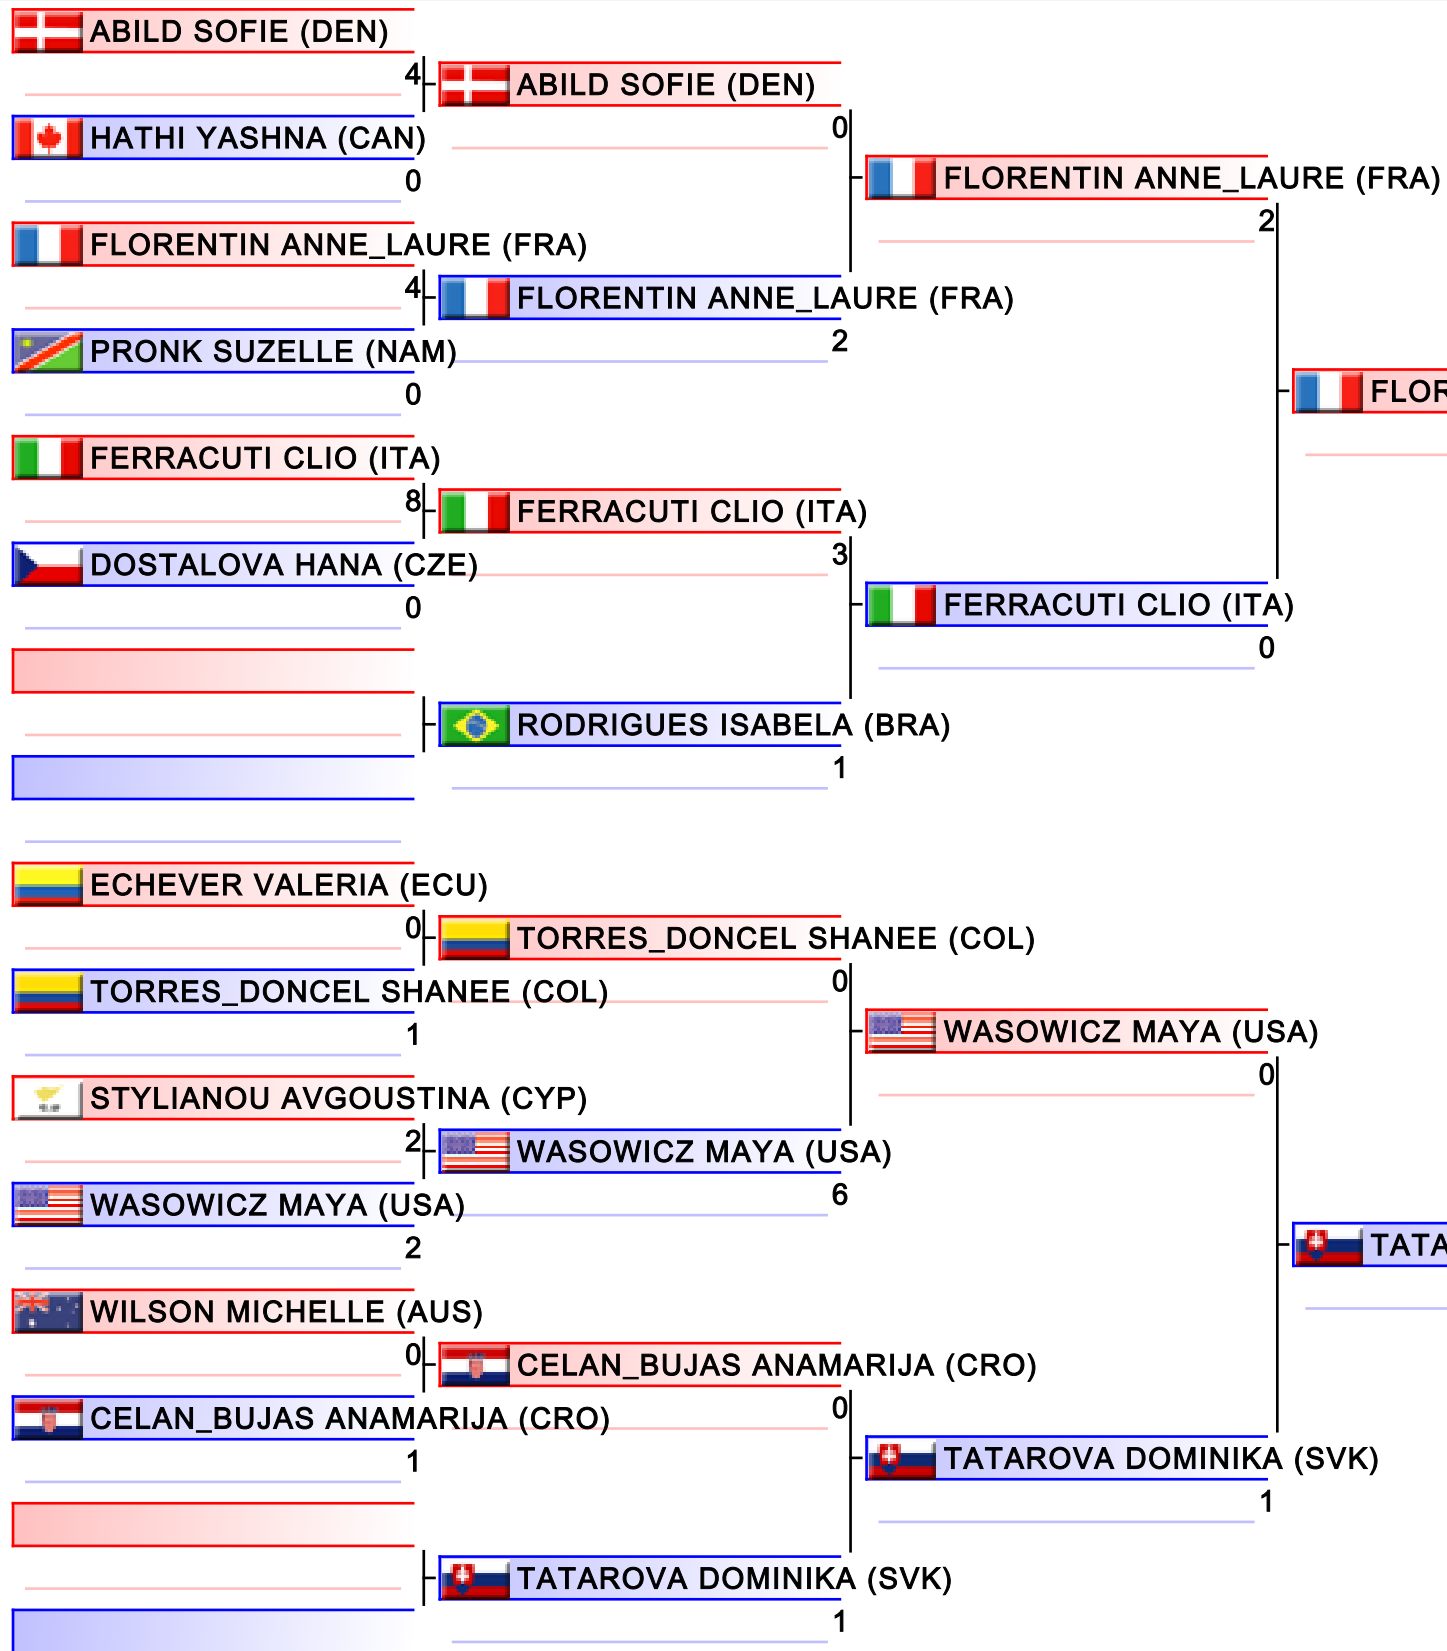 ABILD SOFIE (DEN)
4
HATHI YASHNA (CAN)
0
FLORENTIN ANNE_LAURE (FRA)
4
PRONK SUZELLE (NAM)
0
FERRACUTI CLIO (ITA)
8
DOSTALOVA HANA (CZE)
0
ECHEVER VALERIA (ECU)
0
TORRES_DONCEL SHANEE (COL)
1
STYLIANOU AVGOUSTINA (CYP)
2
WASOWICZ MAYA (USA)
2
WILSON MICHELLE (AUS)
0
CELAN_BUJAS ANAMARIJA (CRO)
1
ABILD SOFIE (DEN)
0
FLORENTIN ANNE_LAURE (FRA)
2
FERRACUTI CLIO (ITA)
3
RODRIGUES ISABELA (BRA)
1
TORRES_DONCEL SHANEE (COL)
0
WASOWICZ MAYA (USA)
6
CELAN_BUJAS ANAMARIJA (CRO)
0
TATAROVA DOMINIKA (SVK)
1
FLORENTIN ANNE_LAURE (FRA)
2
FERRACUTI CLIO (ITA)
0
WASOWICZ MAYA (USA)
0
TATAROVA DOMINIKA (SVK)
1
FLOR
TATA